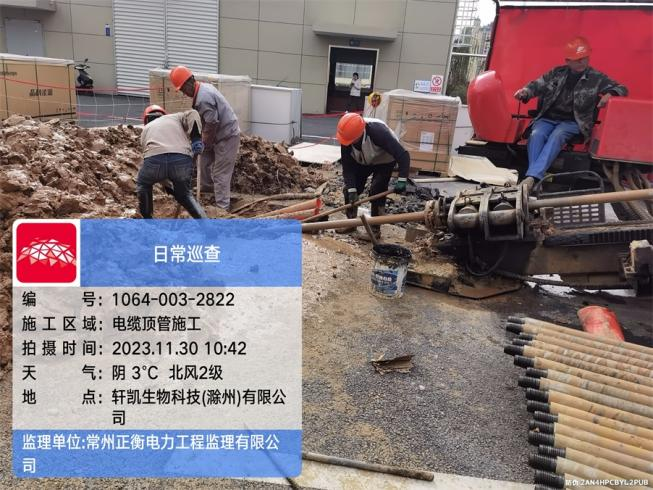 日常巡查
编 号：1064-003-2822
施工区域：电缆顶管施工
拍摄时间：2023.11.30 10:42
天 气：阴 3℃ 北风2级
地 点：轩凯生物科技(滁州)有限公
司
监理单位:常州正衡电力工程监理有限公
司
防伪 2AN4HPCBYL2PUB